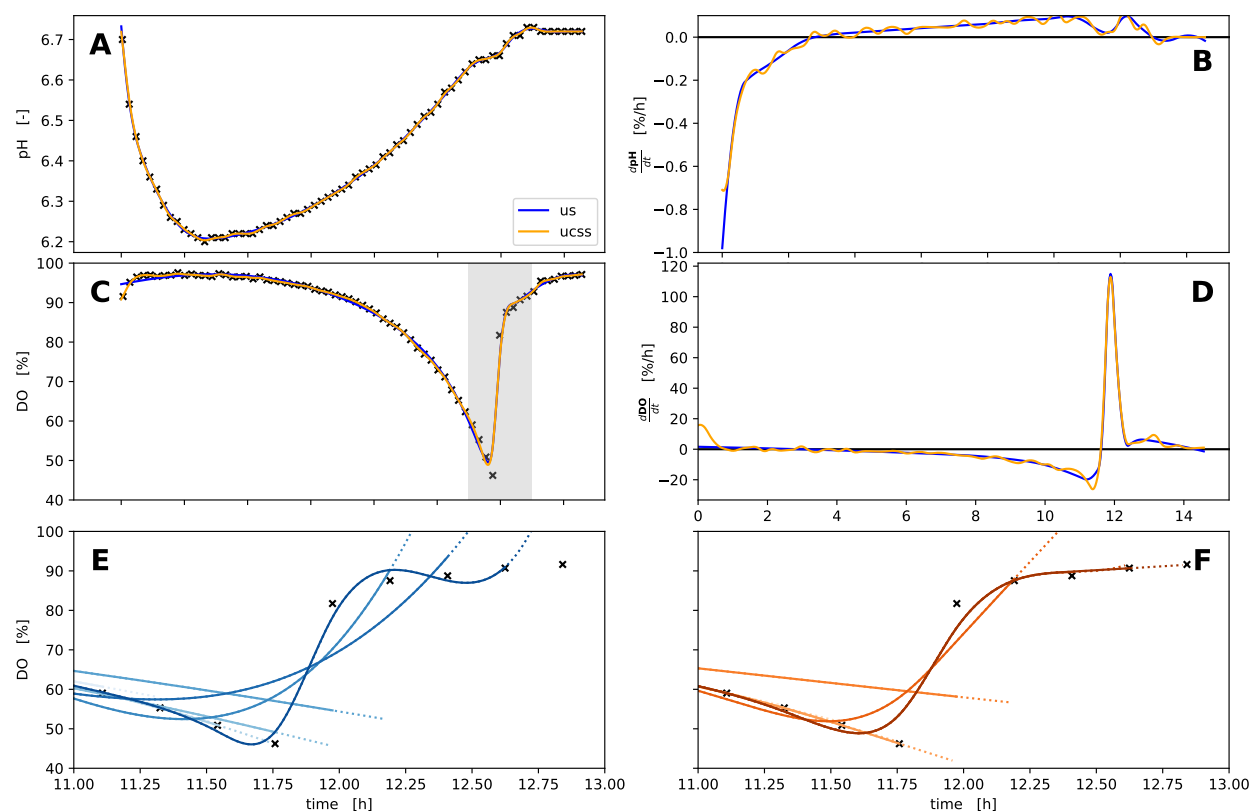 A
pH [-]
6.7
6.6
6.5
6.4
6.3
6.2
us
ucss
B
dpH/dt [%/h]
0.0
−0.2
−0.4
−0.6
−0.8
−1.0
C
DO [%]
100
90
80
70
60
50
40
D
dDO/dt [%/h]
120
100
80
60
40
20
0
−20
0 2 4 6 8 10 12 14
E
DO [%]
100
90
80
70
60
50
40
11.00 11.25 11.50 11.75 12.00 12.25 12.50 12.75 13.00
time [h]
F
11.00 11.25 11.50 11.75 12.00 12.25 12.50 12.75 13.00
time [h]